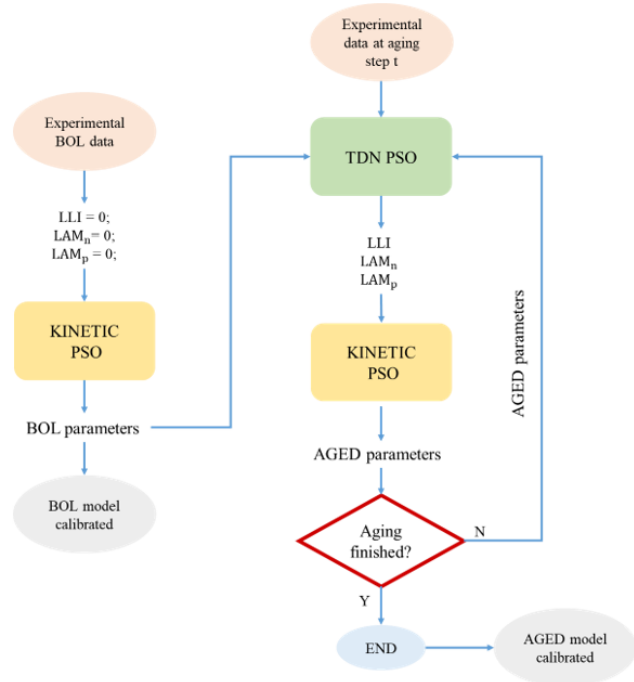 Experimental
BOL data
LLI = 0;
LAMn= 0;
LAMp = 0;
KINETIC
PSO
BOL parameters
BOL model
calibrated
Experimental
data at aging
step t
TDN PSO
LLI
LAMn
LAMp
KINETIC
PSO
AGED parameters
Aging
finished?
N
AGED parameters
Y
END
AGED model
calibrated